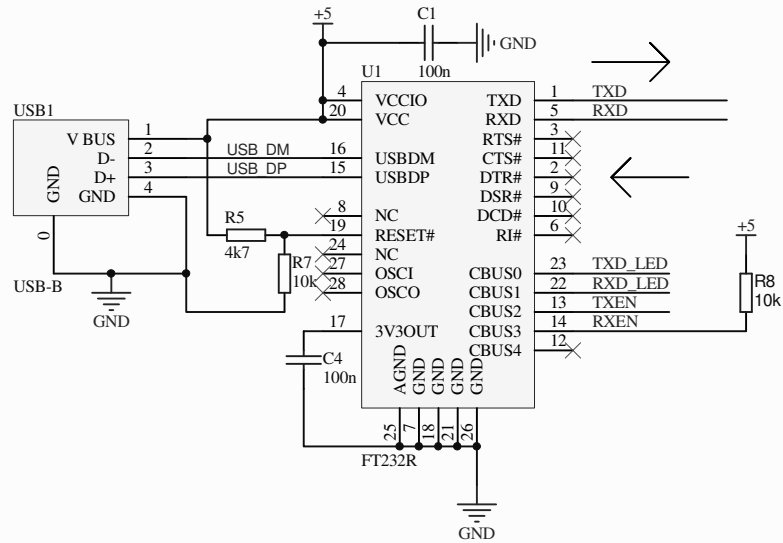 +5
C1
100n
GND
U1
FT232R
4 VCCIO
20 VCC
16 USBDM
15 USBDP
8 NC
19 RESET#
24 NC
27 OSCI
28 OSCO
17 3V3OUT
TXD 1 TXD
RXD 5 RXD
RTS# 3
CTS# 11
DTR# 2
DSR# 9
DCD# 10
RI# 6
CBUS0 23 TXD_LED
CBUS1 22 RXD_LED
CBUS2 13 TXEN
CBUS3 14 RXEN
CBUS4 12
AGND 25
GND 7
GND 18
GND 21
GND 26
USB1
V BUS 1
D- 2 USB_DM
D+ 3 USB_DP
GND 4
GND 0
USB-B
GND
R5
4k7
R7
10k
C4
100n
+5
R8
10k
GND